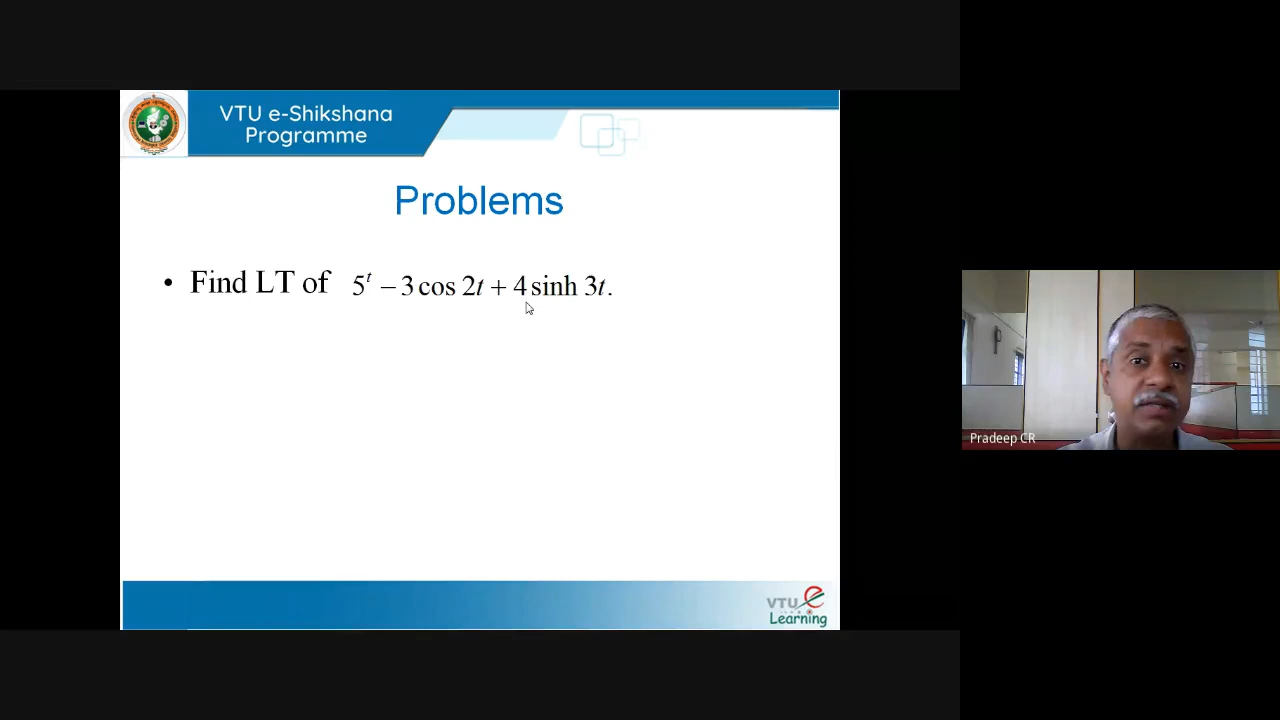 VTU e-Shikshana
Programme
Problems
• Find LT of 5^t − 3 cos 2t + 4 sinh 3t.
Pradeep CR
VTU e
Learning